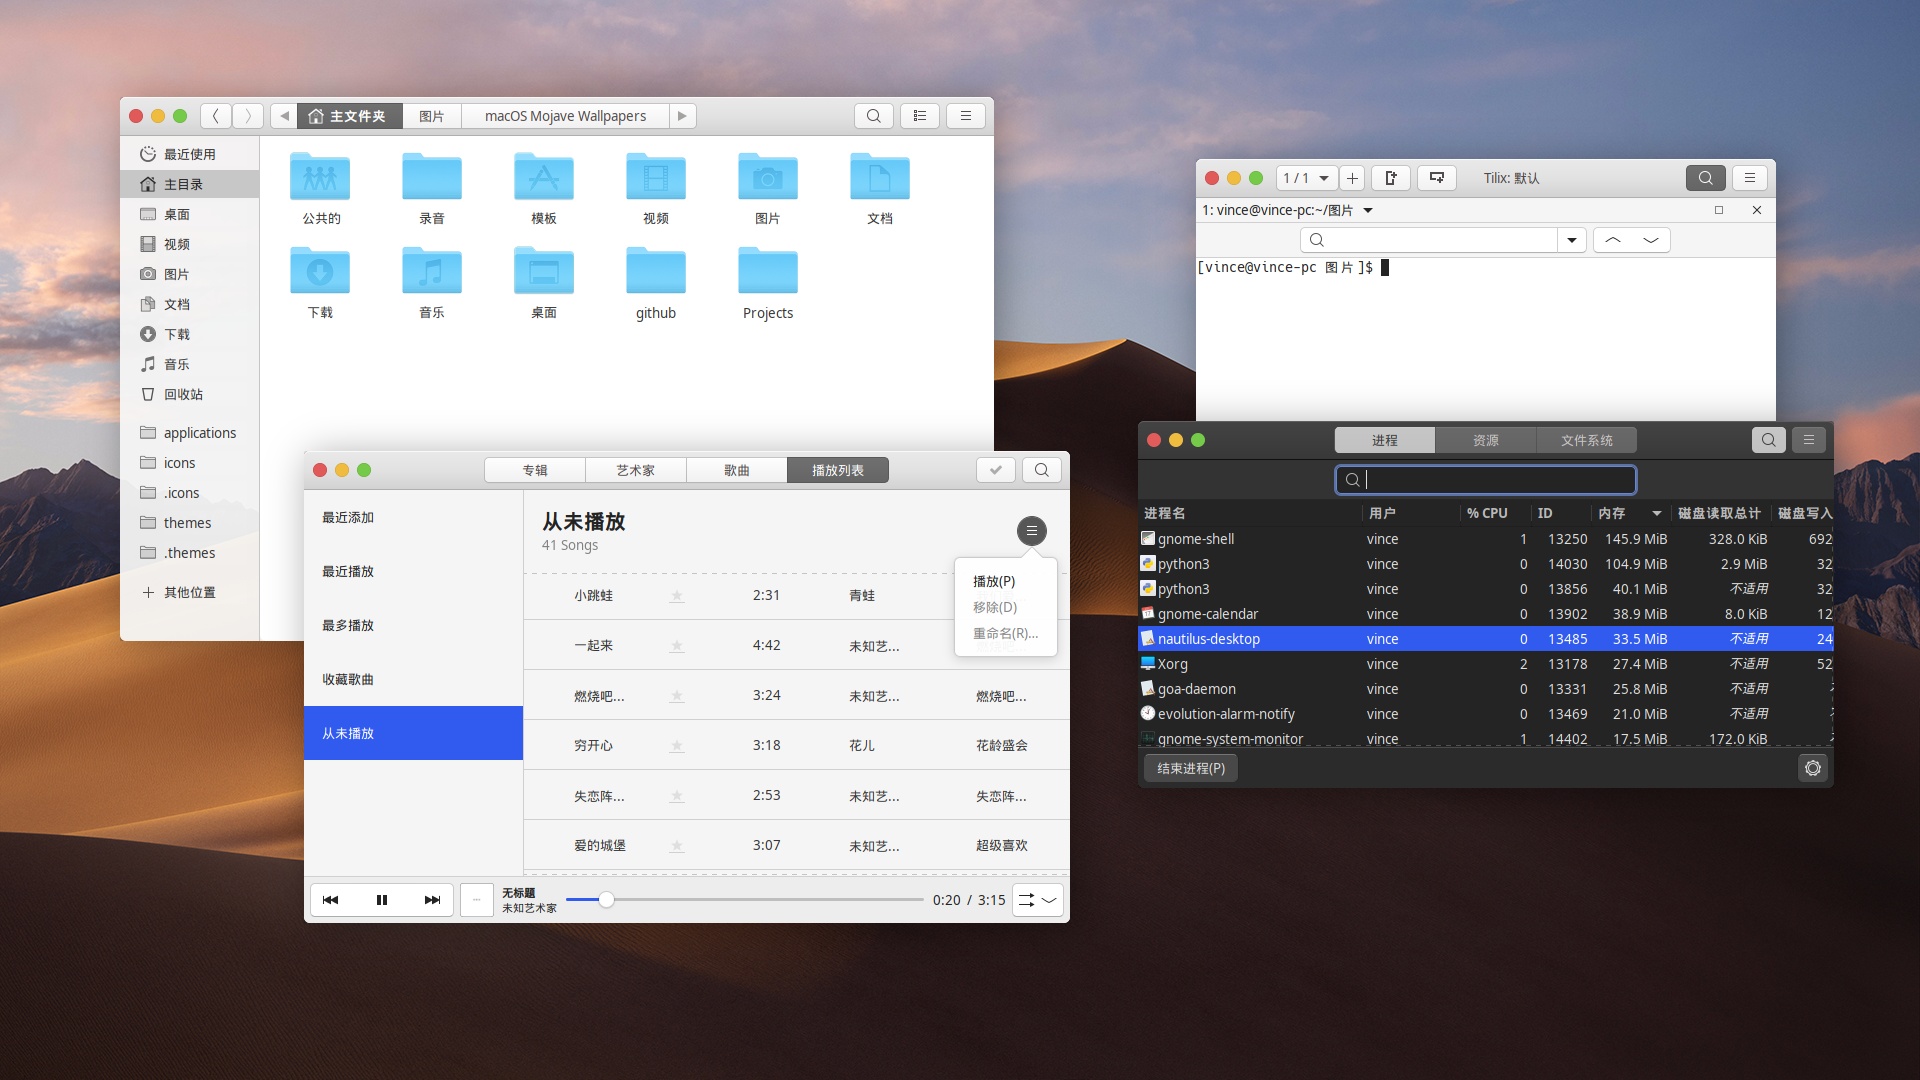 主文件夹 图片 macOS Mojave Wallpapers
最近使用
主目录
桌面
视频
图片
文档
下载
音乐
回收站
applications
icons
.icons
themes
.themes
其他位置
公共的 录音 模板 视频 图片 文档
下载 音乐 桌面 github Projects
1 / 1 Tilix: 默认
1: vince@vince-pc:~/图片
[vince@vince-pc 图片]$
专辑 艺术家 歌曲 播放列表
最近添加
最近播放
最多播放
收藏歌曲
从未播放
从未播放
41 Songs
播放(P)
移除(D)
重命名(R)...
小跳蛙 2:31 青蛙
一起来 4:42 未知艺...
燃烧吧... 3:24 未知艺... 燃烧吧...
穷开心 3:18 花儿 花龄盛会
失恋阵... 2:53 未知艺... 失恋阵...
爱的城堡 3:07 未知艺... 超级喜欢
无标题
未知艺术家
0:20 / 3:15
进程 资源 文件系统
进程名 用户 % CPU ID 内存 磁盘读取总计 磁盘写入
gnome-shell vince 1 13250 145.9 MiB 328.0 KiB 692
python3 vince 0 14030 104.9 MiB 2.9 MiB 32
python3 vince 0 13856 40.1 MiB 不适用 32
gnome-calendar vince 0 13902 38.9 MiB 8.0 KiB 12
nautilus-desktop vince 0 13485 33.5 MiB 不适用 24
Xorg vince 2 13178 27.4 MiB 不适用 52
goa-daemon vince 0 13331 25.8 MiB 不适用
evolution-alarm-notify vince 0 13469 21.0 MiB 不适用
gnome-system-monitor vince 1 14402 17.5 MiB 172.0 KiB
结束进程(P)